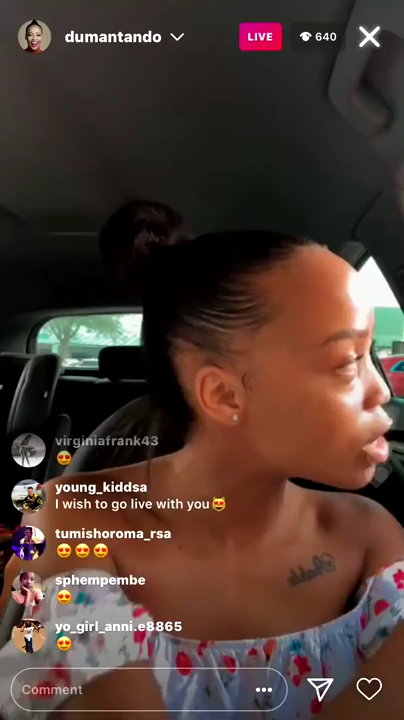 dumantando
LIVE
640
virginiafrank43
😍
young_kiddsa
I wish to go live with you😻
tumishoroma_rsa
😍😍😍
sphempembe
😍
yo_girl_anni.e8865
😍
Comment